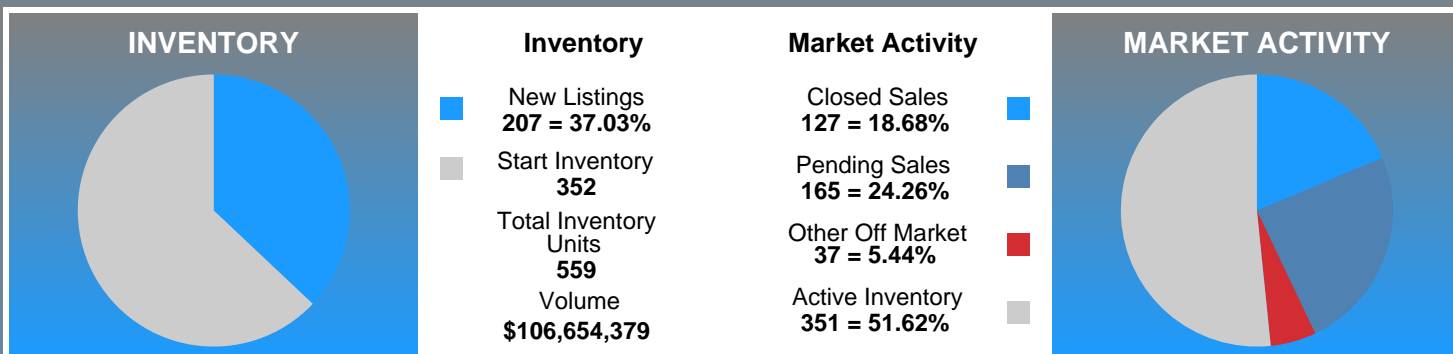 INVENTORY
Inventory
New Listings
207 = 37.03%
Start Inventory
352
Total Inventory
Units
559
Volume
$106,654,379
Market Activity
Closed Sales
127 = 18.68%
Pending Sales
165 = 24.26%
Other Off Market
37 = 5.44%
Active Inventory
351 = 51.62%
MARKET ACTIVITY